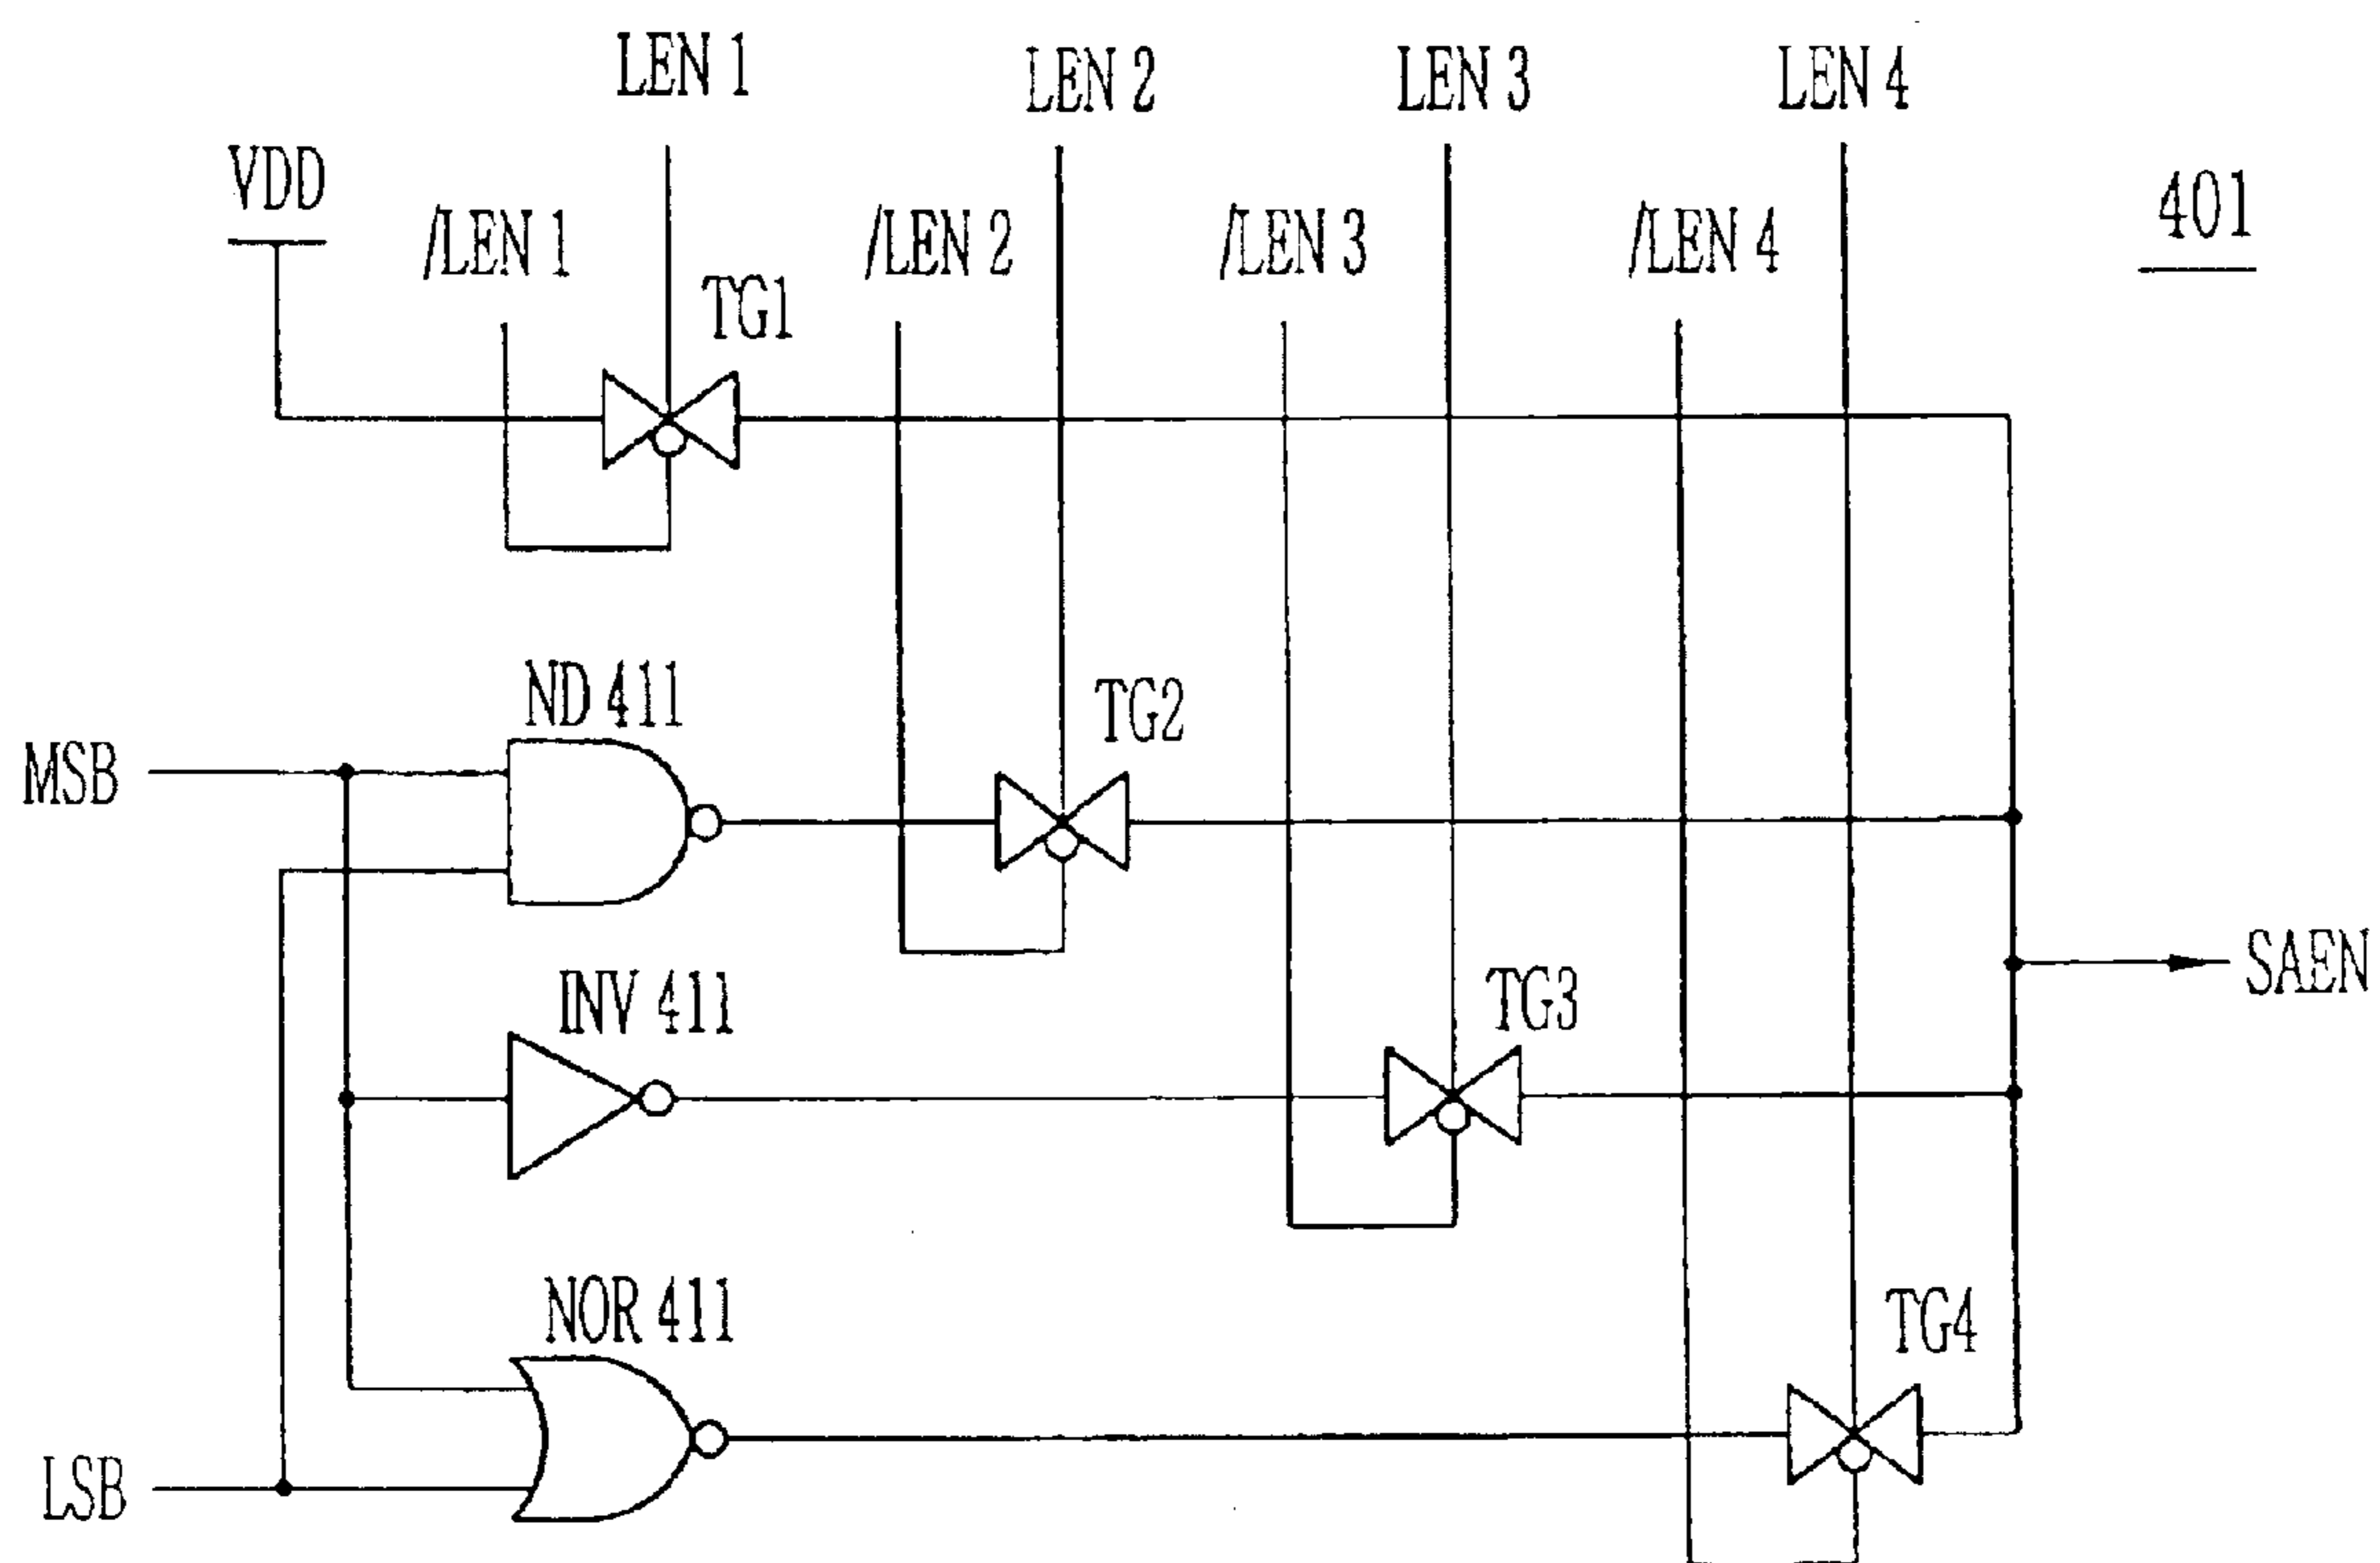 LEN 1
LEN 2
LEN 3
LEN 4
VDD
/LEN 1
/LEN 2
/LEN 3
/LEN 4
401
TG1
ND 411
TG2
MSB
INV 411
TG3
SAEN
NOR 411
TG4
LSB